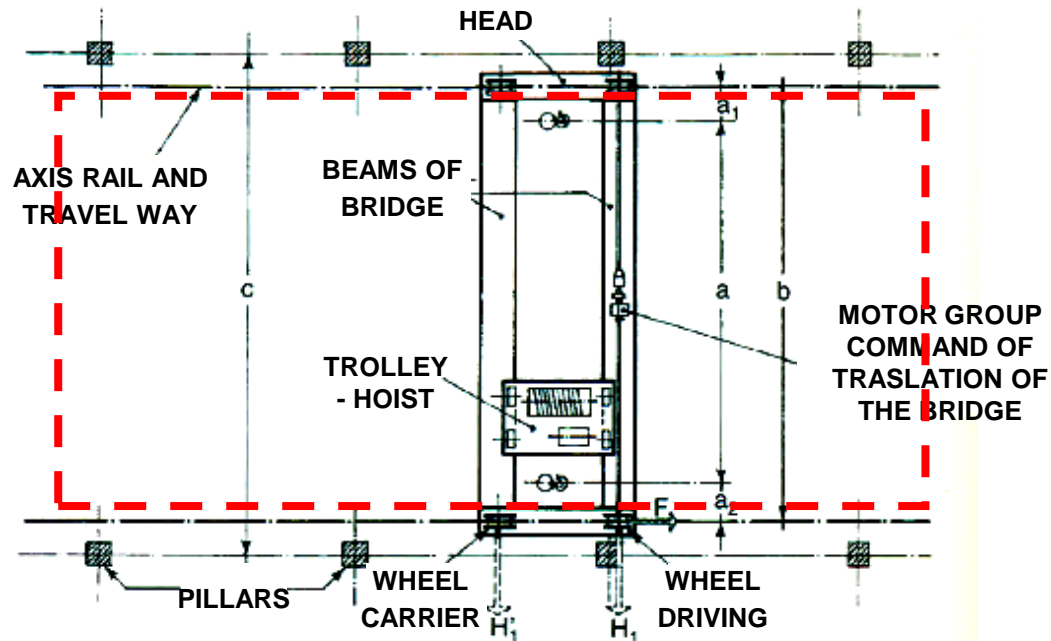 HEAD
a₁
AXIS RAIL AND
TRAVEL WAY
BEAMS OF
BRIDGE
c
a
b
MOTOR GROUP
COMMAND OF
TRASLATION OF
THE BRIDGE
TROLLEY
- HOIST
a₂
F
PILLARS
WHEEL
CARRIER
WHEEL
DRIVING
H'₁
H₁